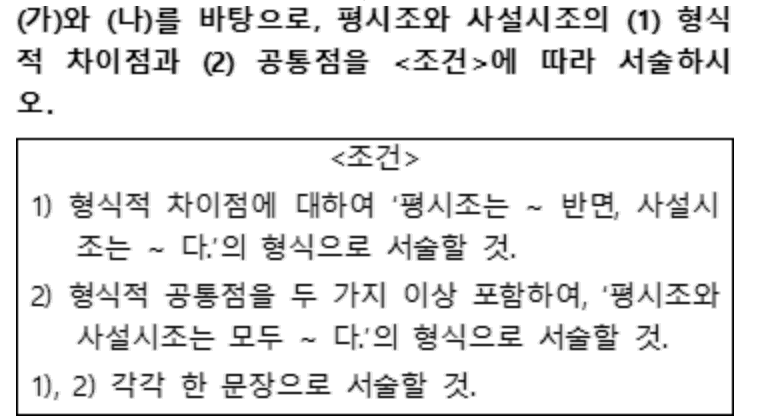 (가)와 (나)를 바탕으로, 평시조와 사설시조의 (1) 형식
적 차이점과 (2) 공통점을 <조건>에 따라 서술하시
오.
<조건>
1) 형식적 차이점에 대하여 '평시조는 ~ 반면, 사설시
조는 ~ 다.'의 형식으로 서술할 것.
2) 형식적 공통점을 두 가지 이상 포함하여, '평시조와
사설시조는 모두 ~ 다.'의 형식으로 서술할 것.
1), 2) 각각 한 문장으로 서술할 것.